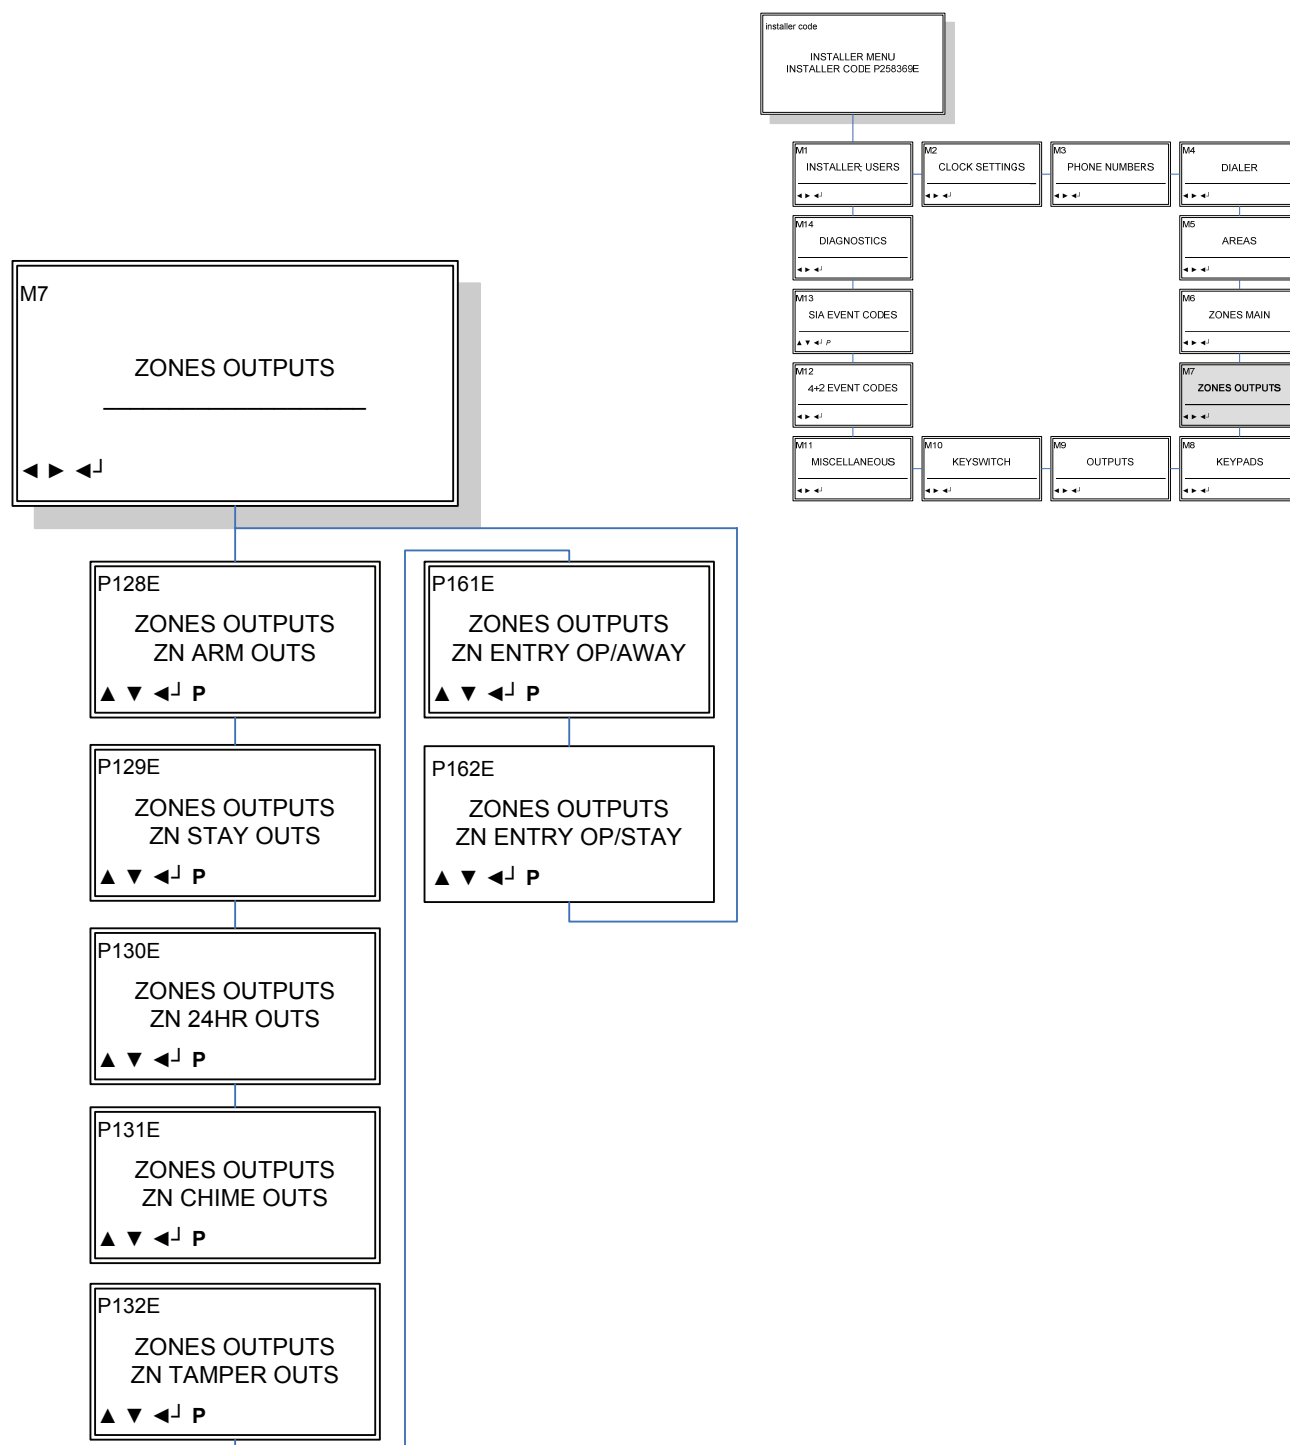 installer code
INSTALLER MENU
INSTALLER CODE P258369E
M1
INSTALLER: USERS
◄ ► ◄┘
M2
CLOCK SETTINGS
◄ ► ◄┘
M3
PHONE NUMBERS
◄ ► ◄┘
M4
DIALER
◄ ► ◄┘
M14
DIAGNOSTICS
◄ ► ◄┘
M5
AREAS
◄ ► ◄┘
M13
SIA EVENT CODES
▲ ▼ ◄┘ P
M6
ZONES MAIN
◄ ► ◄┘
M12
4+2 EVENT CODES
◄ ► ◄┘
M7
ZONES OUTPUTS
◄ ► ◄┘
M11
MISCELLANEOUS
◄ ► ◄┘
M10
KEYSWITCH
◄ ► ◄┘
M9
OUTPUTS
◄ ► ◄┘
M8
KEYPADS
◄ ► ◄┘
M7
ZONES OUTPUTS
◄ ► ◄┘
P128E
ZONES OUTPUTS
ZN ARM OUTS
▲ ▼ ◄┘ P
P129E
ZONES OUTPUTS
ZN STAY OUTS
▲ ▼ ◄┘ P
P130E
ZONES OUTPUTS
ZN 24HR OUTS
▲ ▼ ◄┘ P
P131E
ZONES OUTPUTS
ZN CHIME OUTS
▲ ▼ ◄┘ P
P132E
ZONES OUTPUTS
ZN TAMPER OUTS
▲ ▼ ◄┘ P
P161E
ZONES OUTPUTS
ZN ENTRY OP/AWAY
▲ ▼ ◄┘ P
P162E
ZONES OUTPUTS
ZN ENTRY OP/STAY
▲ ▼ ◄┘ P